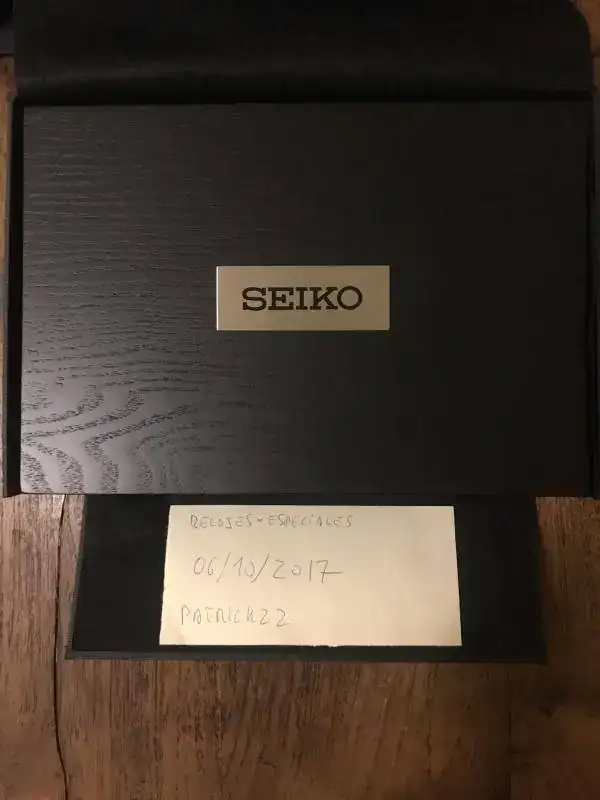 SEIKO
RELOJES-ESPECIALES
06/10/2017
PATRICK22